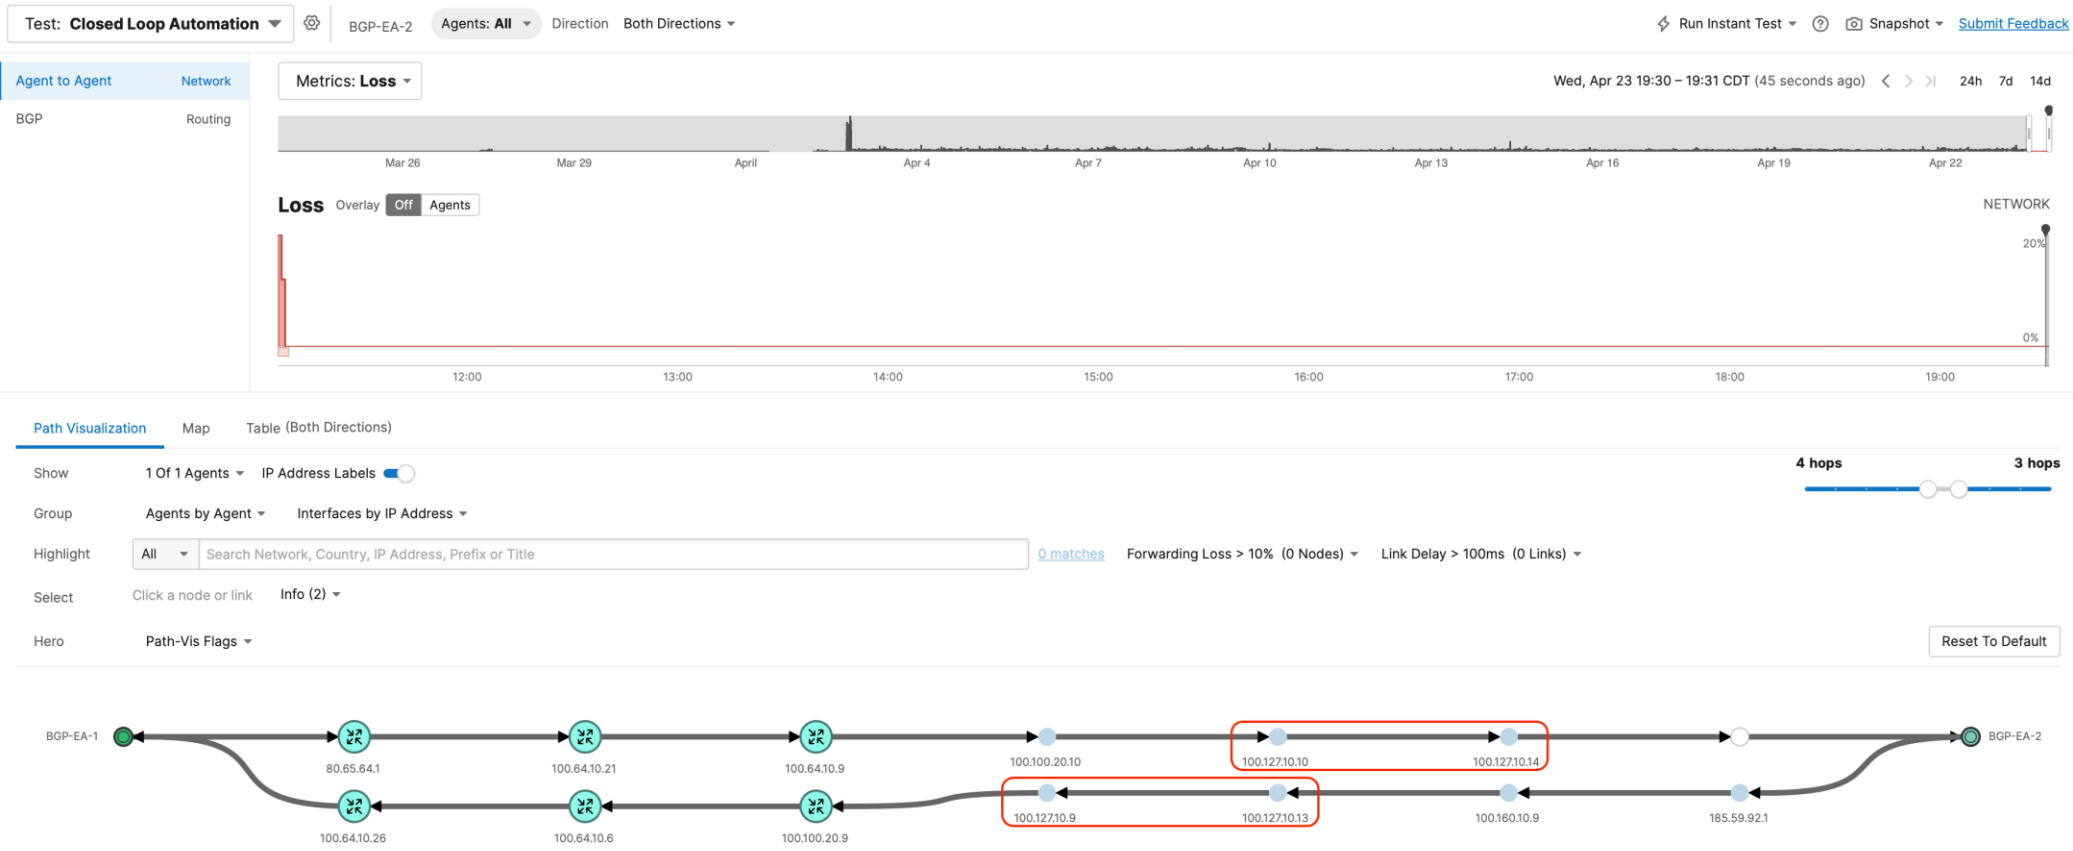 Test: Closed Loop Automation
BGP-EA-2
Agents: All
Direction
Both Directions
Run Instant Test
?
Snapshot
Submit Feedback
Agent to Agent
Network
BGP
Routing
Metrics: Loss
Wed, Apr 23 19:30 – 19:31 CDT (45 seconds ago)
24h
7d
14d
Mar 26
Mar 29
April
Apr 4
Apr 7
Apr 10
Apr 13
Apr 16
Apr 19
Apr 22
Loss
Overlay
Off
Agents
NETWORK
20%
0%
12:00
13:00
14:00
15:00
16:00
17:00
18:00
19:00
Path Visualization
Map
Table (Both Directions)
Show
1 Of 1 Agents
IP Address Labels
4 hops
3 hops
Group
Agents by Agent
Interfaces by IP Address
Highlight
All
Search Network, Country, IP Address, Prefix or Title
0 matches
Forwarding Loss > 10% (0 Nodes)
Link Delay > 100ms (0 Links)
Select
Click a node or link
Info (2)
Hero
Path-Vis Flags
Reset To Default
BGP-EA-1
BGP-EA-2
80.65.64.1
100.64.10.21
100.64.10.9
100.100.20.10
100.127.10.10
100.127.10.14
100.64.10.26
100.64.10.6
100.100.20.9
100.127.10.9
100.127.10.13
100.160.10.9
185.59.92.1